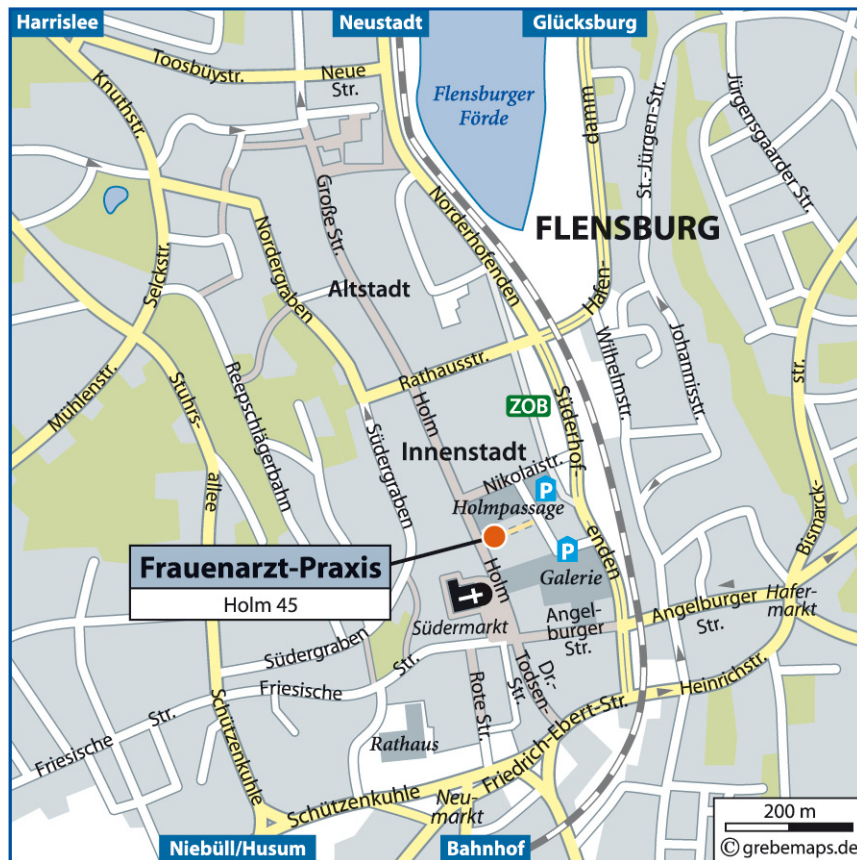 Harrislee
Neustadt
Glücksburg
Toosbüystr.
Neue
Str.
Knuthstr.
Flensburger
Förde
damm
St.-Jürgen-Str.
Jürgensgaarder Str.
Große Str.
FLENSBURG
Norderhofenden
Nordergraben
Selckstr.
Altstadt
Hafen-
Mühlenstr.
Stuhrs-
allee
Reepschlägerbahn
Rathausstr.
Wilhelmstr.
Johannisstr.
str.
Bismarck-
ZOB
Holm
Südergraben
Innenstadt
Süderhof-
enden
Nikolaistr.
P
Holmpassage
P
Frauenarzt-Praxis
Holm 45
Holm
Galerie
Südermarkt
Angel-
burger
Str.
Angelburger
Str.
Hafer-
markt
Südergraben
Friesische
Str.
Friesische Str.
Rote Str.
Dr.-
Todsen-
Str.
Heinrichstr.
Rathaus
Friedrich-Ebert-Str.
Schützenkuhle
Schützenkuhle
Neu-
markt
Niebüll/Husum
Bahnhof
200 m
© grebemaps.de